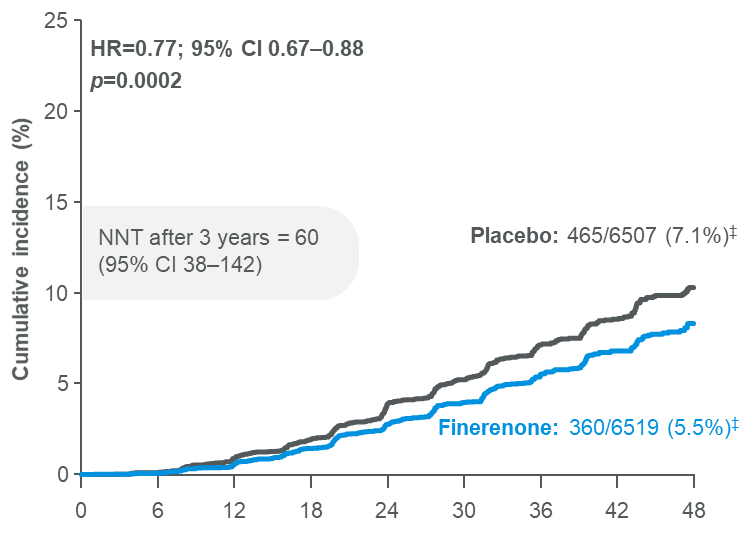 25
HR=0.77; 95% CI 0.67–0.88
p=0.0002
20
15
NNT after 3 years = 60
(95% CI 38–142)
Placebo: 465/6507 (7.1%)‡
10
5
Finerenone: 360/6519 (5.5%)‡
0
Cumulative incidence (%)
0 6 12 18 24 30 36 42 48